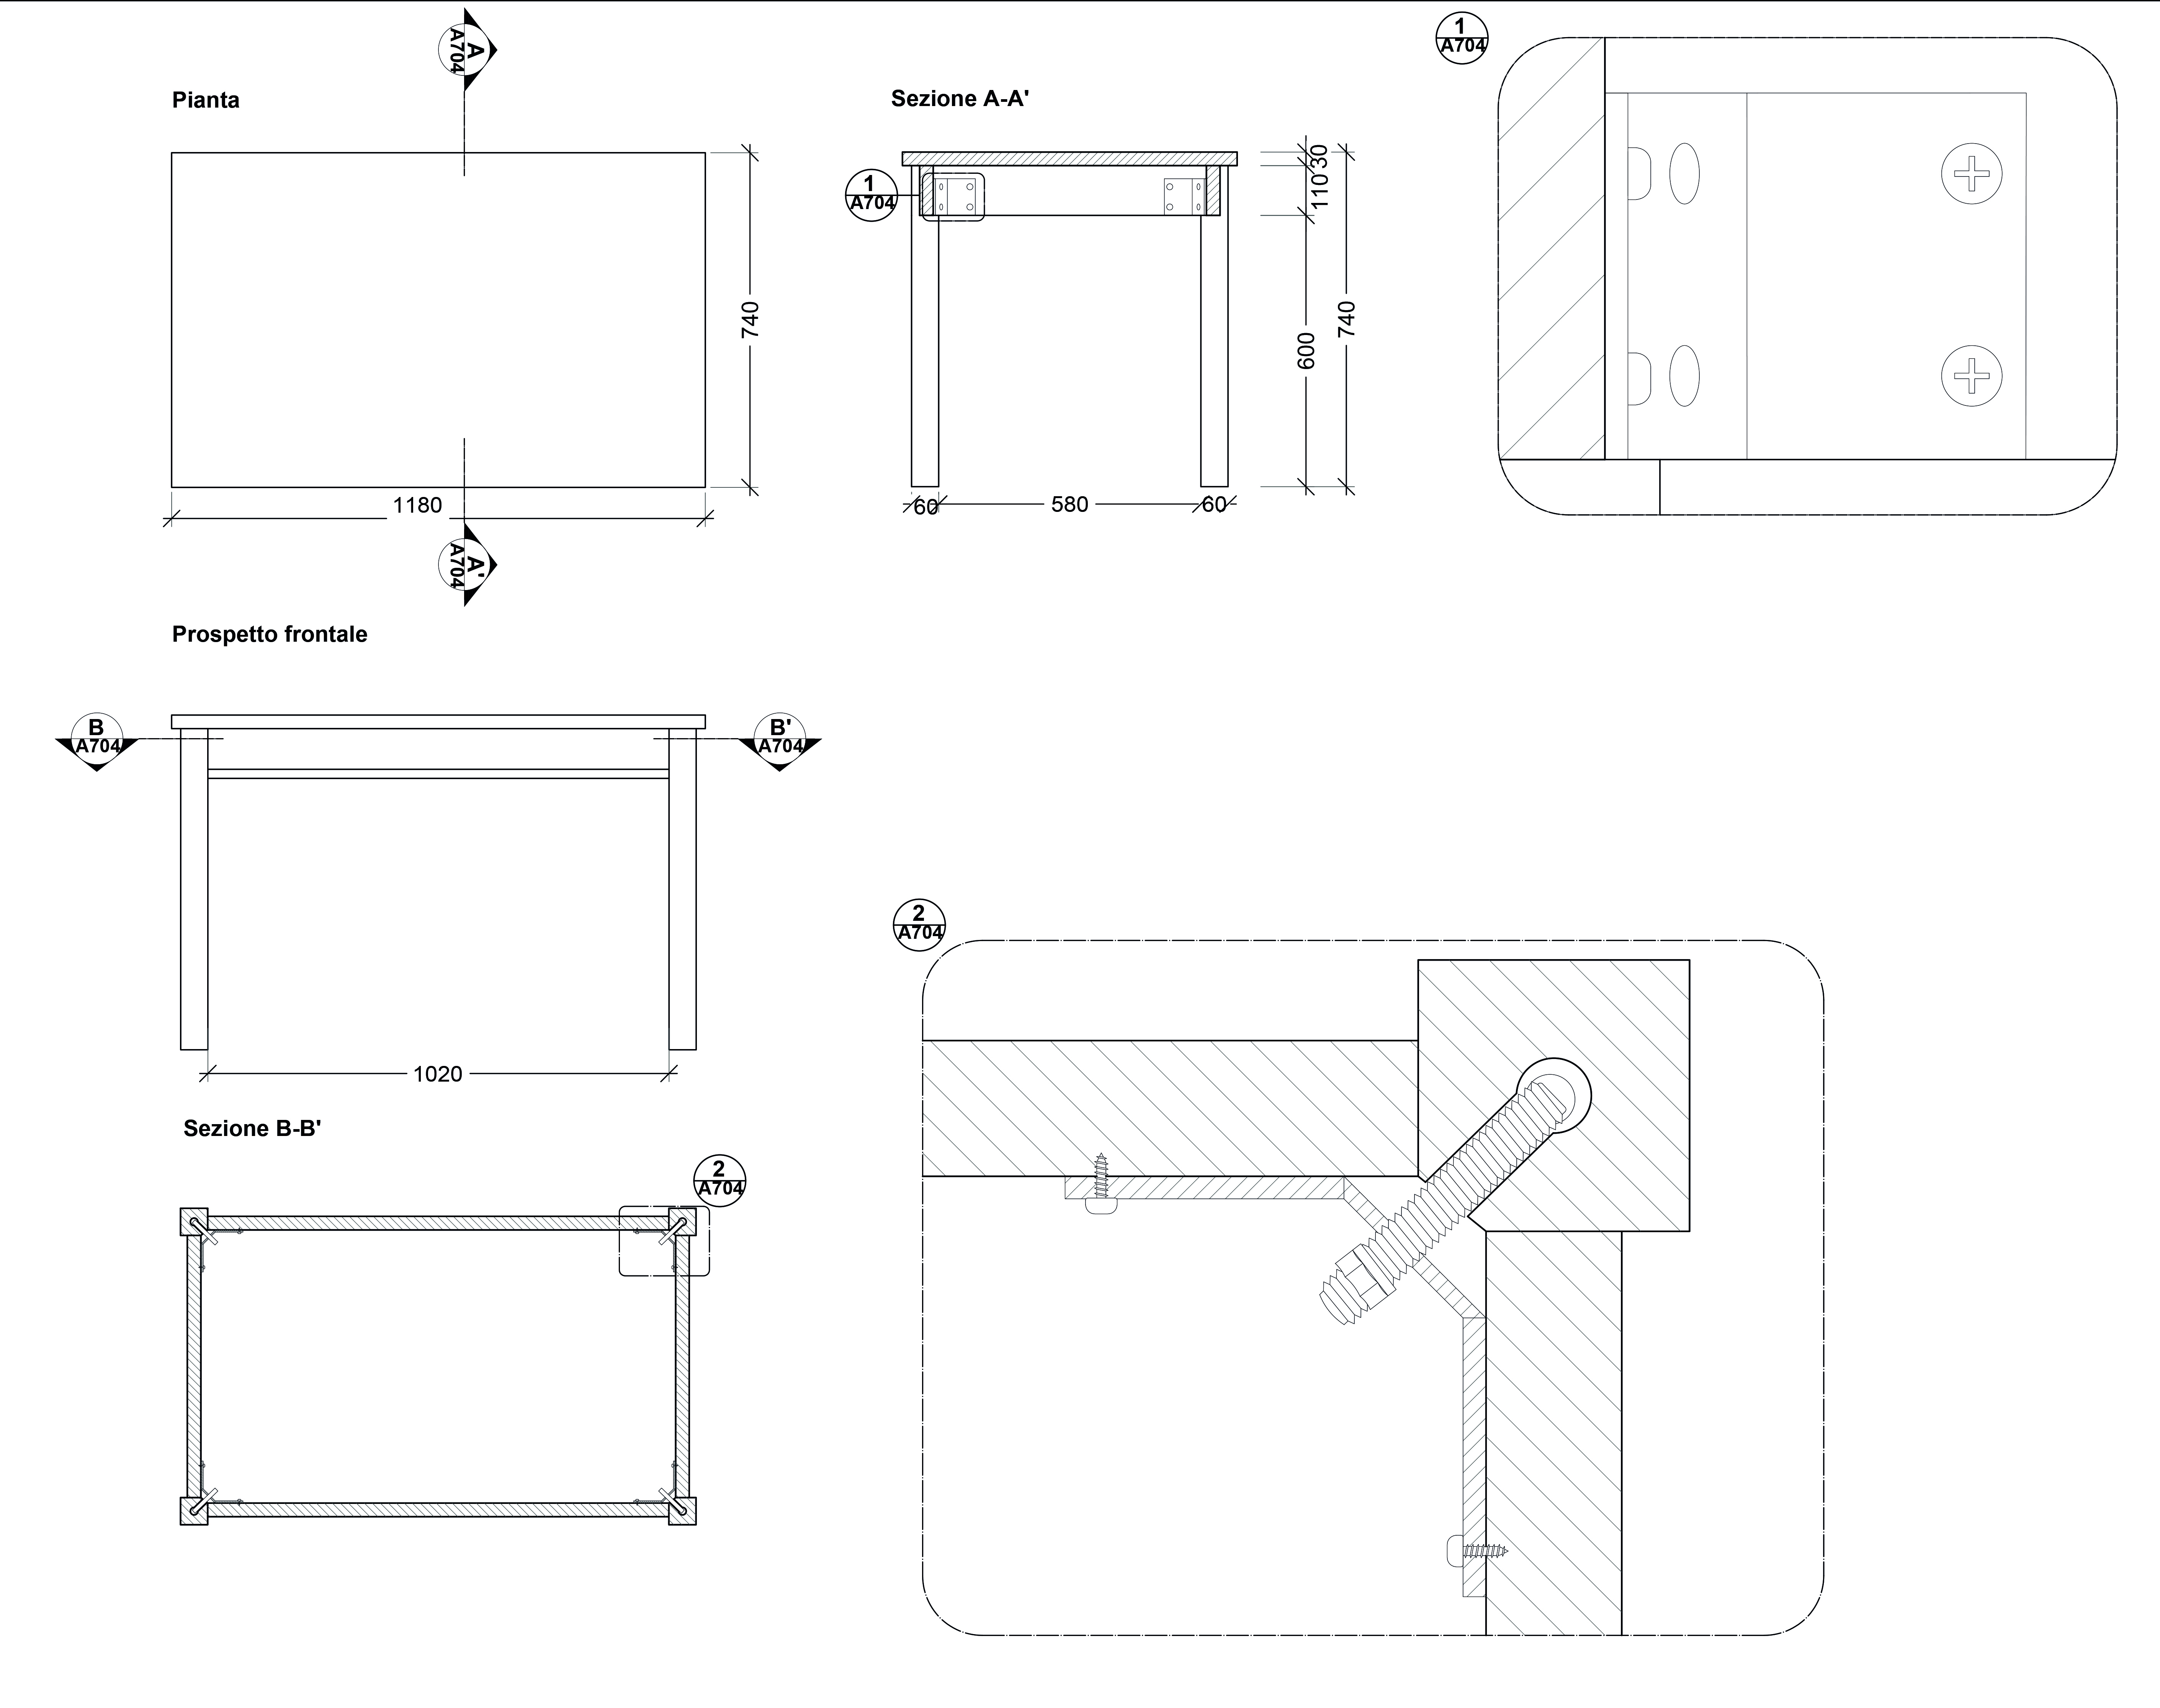 A
A704
Pianta
740
1180
A'
A704
Sezione A-A'
1
A704
30
110
600
740
60
580
60
1
A704
Prospetto frontale
B
A704
B'
A704
1020
Sezione B-B'
2
A704
2
A704